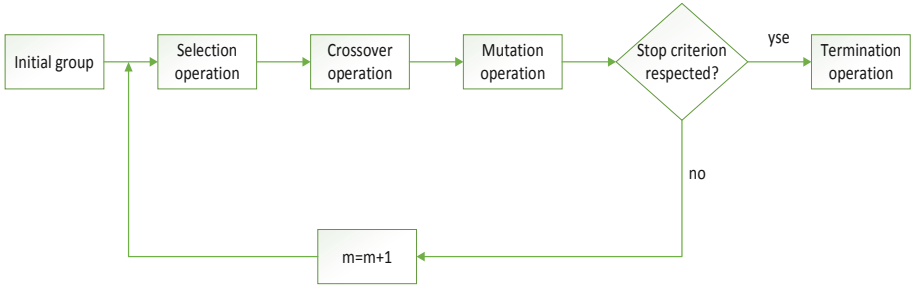 Initial group
Selection
operation
Crossover
operation
Mutation
operation
Stop criterion
respected?
yse
Termination
operation
no
m=m+1